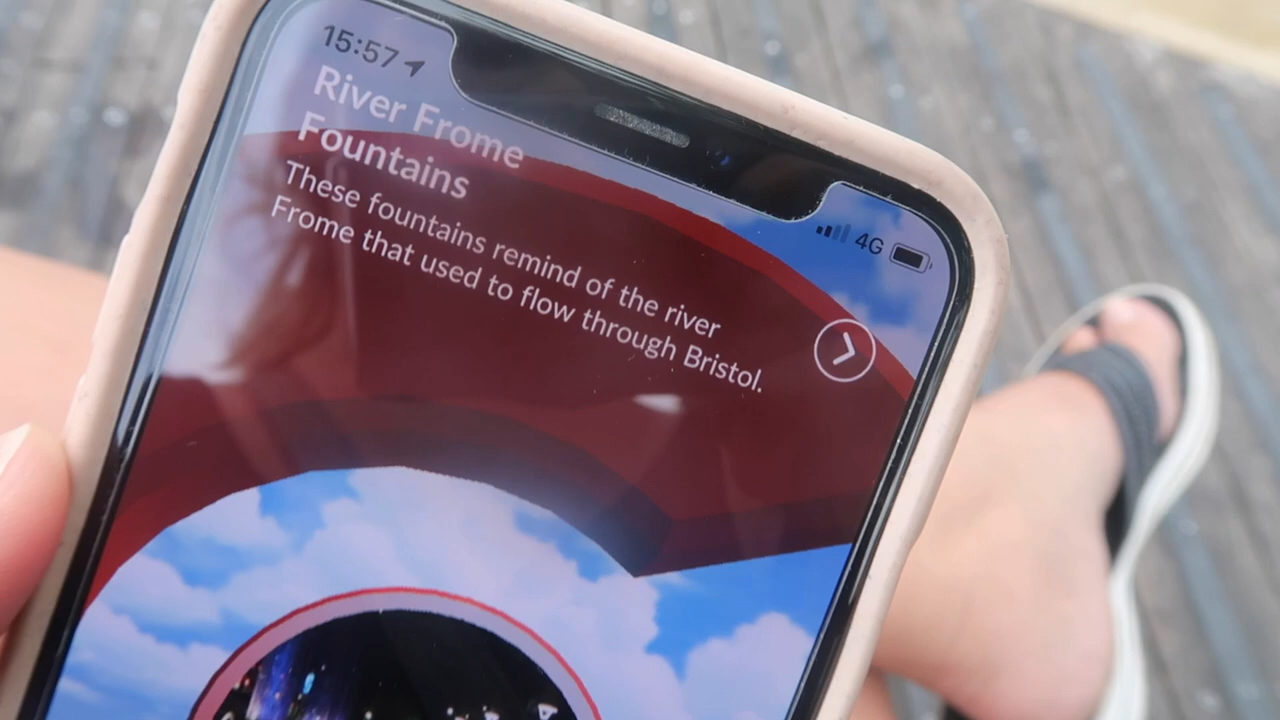 15:57
4G
River Frome
Fountains
These fountains remind of the river
Frome that used to flow through Bristol.